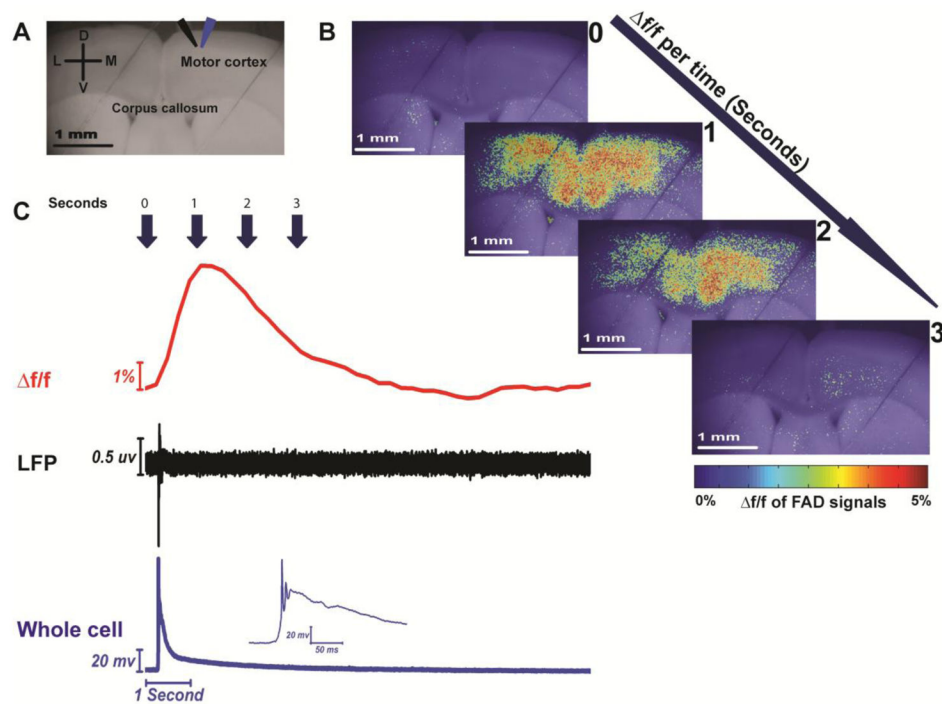 A
D
L M
V
Motor cortex
Corpus callosum
1 mm
B
0
Δf/f per time (Seconds)
1 mm
1
1 mm
2
1 mm
3
1 mm
0% 5%
Δf/f of FAD signals
C
Seconds 0 1 2 3
Δf/f
1%
LFP
0.5 uv
Whole cell
20 mv
1 Second
20 mv
50 ms